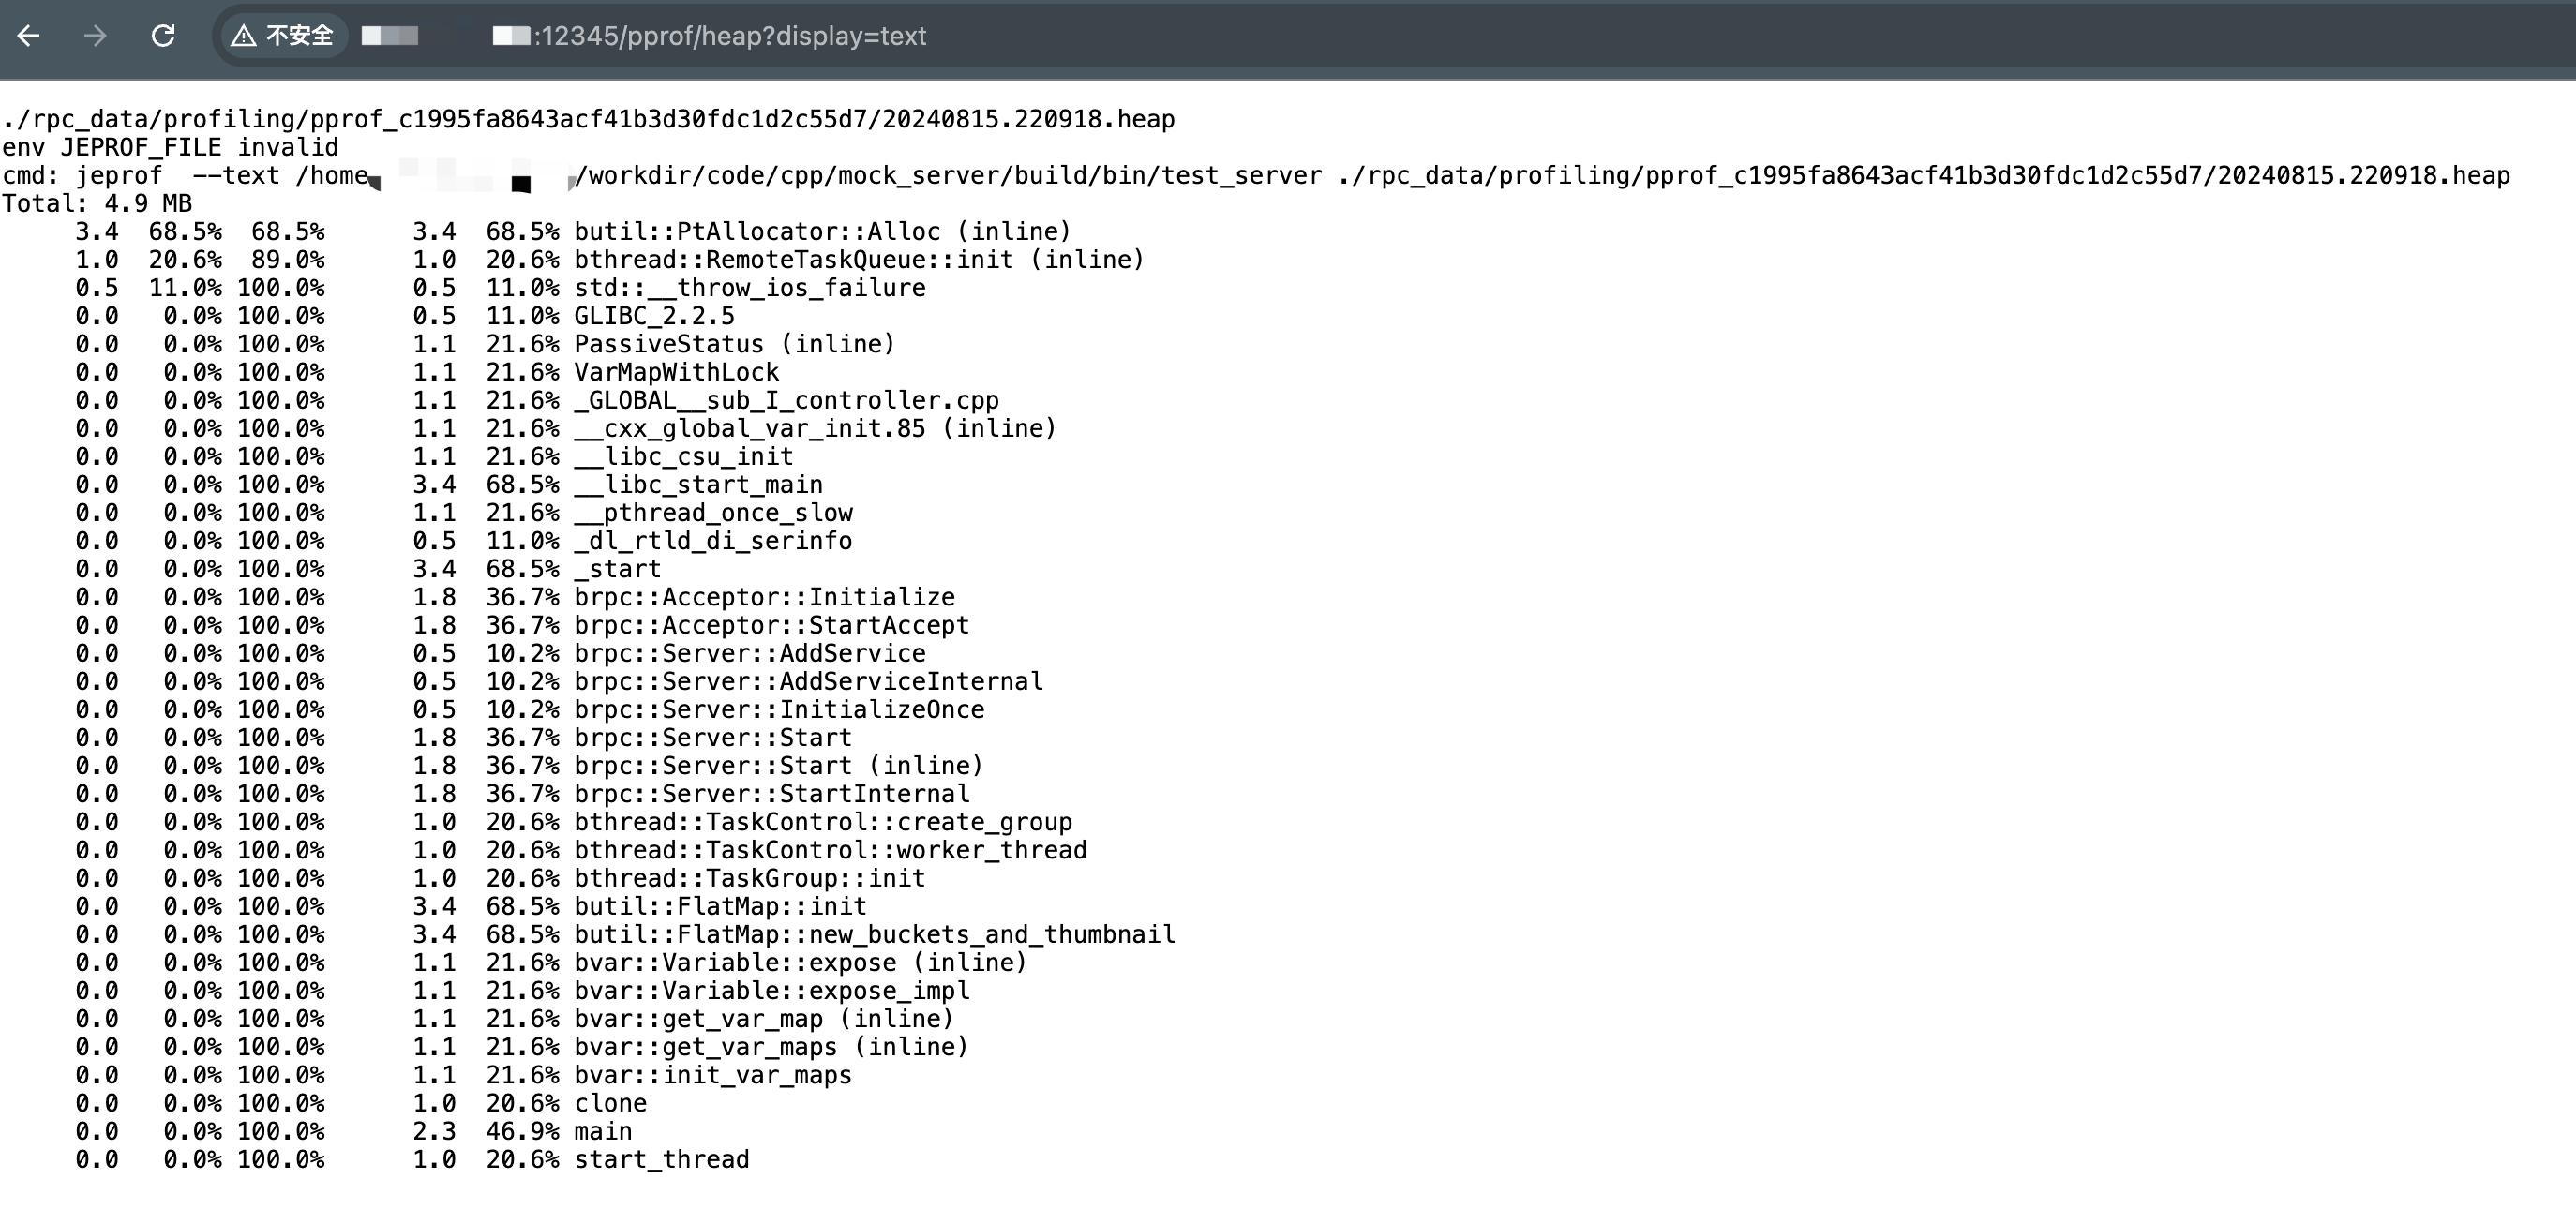 不安全 :12345/pprof/heap?display=text
./rpc_data/profiling/pprof_c1995fa8643acf41b3d30fdc1d2c55d7/20240815.220918.heap
env JEPROF_FILE invalid
cmd: jeprof  --text /home /workdir/code/cpp/mock_server/build/bin/test_server ./rpc_data/profiling/pprof_c1995fa8643acf41b3d30fdc1d2c55d7/20240815.220918.heap
Total: 4.9 MB
3.4  68.5%  68.5%      3.4  68.5% butil::PtAllocator::Alloc (inline)
1.0  20.6%  89.0%      1.0  20.6% bthread::RemoteTaskQueue::init (inline)
0.5  11.0% 100.0%      0.5  11.0% std::__throw_ios_failure
0.0   0.0% 100.0%      0.5  11.0% GLIBC_2.2.5
0.0   0.0% 100.0%      1.1  21.6% PassiveStatus (inline)
0.0   0.0% 100.0%      1.1  21.6% VarMapWithLock
0.0   0.0% 100.0%      1.1  21.6% _GLOBAL__sub_I_controller.cpp
0.0   0.0% 100.0%      1.1  21.6% __cxx_global_var_init.85 (inline)
0.0   0.0% 100.0%      1.1  21.6% __libc_csu_init
0.0   0.0% 100.0%      3.4  68.5% __libc_start_main
0.0   0.0% 100.0%      1.1  21.6% __pthread_once_slow
0.0   0.0% 100.0%      0.5  11.0% _dl_rtld_di_serinfo
0.0   0.0% 100.0%      3.4  68.5% _start
0.0   0.0% 100.0%      1.8  36.7% brpc::Acceptor::Initialize
0.0   0.0% 100.0%      1.8  36.7% brpc::Acceptor::StartAccept
0.0   0.0% 100.0%      0.5  10.2% brpc::Server::AddService
0.0   0.0% 100.0%      0.5  10.2% brpc::Server::AddServiceInternal
0.0   0.0% 100.0%      0.5  10.2% brpc::Server::InitializeOnce
0.0   0.0% 100.0%      1.8  36.7% brpc::Server::Start
0.0   0.0% 100.0%      1.8  36.7% brpc::Server::Start (inline)
0.0   0.0% 100.0%      1.8  36.7% brpc::Server::StartInternal
0.0   0.0% 100.0%      1.0  20.6% bthread::TaskControl::create_group
0.0   0.0% 100.0%      1.0  20.6% bthread::TaskControl::worker_thread
0.0   0.0% 100.0%      1.0  20.6% bthread::TaskGroup::init
0.0   0.0% 100.0%      3.4  68.5% butil::FlatMap::init
0.0   0.0% 100.0%      3.4  68.5% butil::FlatMap::new_buckets_and_thumbnail
0.0   0.0% 100.0%      1.1  21.6% bvar::Variable::expose (inline)
0.0   0.0% 100.0%      1.1  21.6% bvar::Variable::expose_impl
0.0   0.0% 100.0%      1.1  21.6% bvar::get_var_map (inline)
0.0   0.0% 100.0%      1.1  21.6% bvar::get_var_maps (inline)
0.0   0.0% 100.0%      1.1  21.6% bvar::init_var_maps
0.0   0.0% 100.0%      1.0  20.6% clone
0.0   0.0% 100.0%      2.3  46.9% main
0.0   0.0% 100.0%      1.0  20.6% start_thread